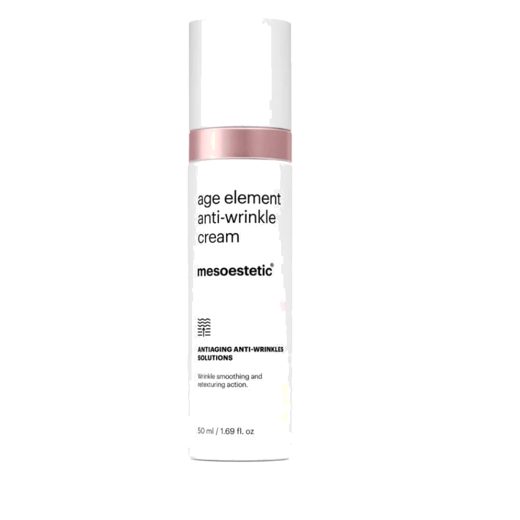 age element
anti-wrinkle
cream
mesoestetic®
ANTIAGING ANTI-WRINKLES
SOLUTIONS
Wrinkle smoothing and
retexuring action.
50 ml / 1.69 fl. oz